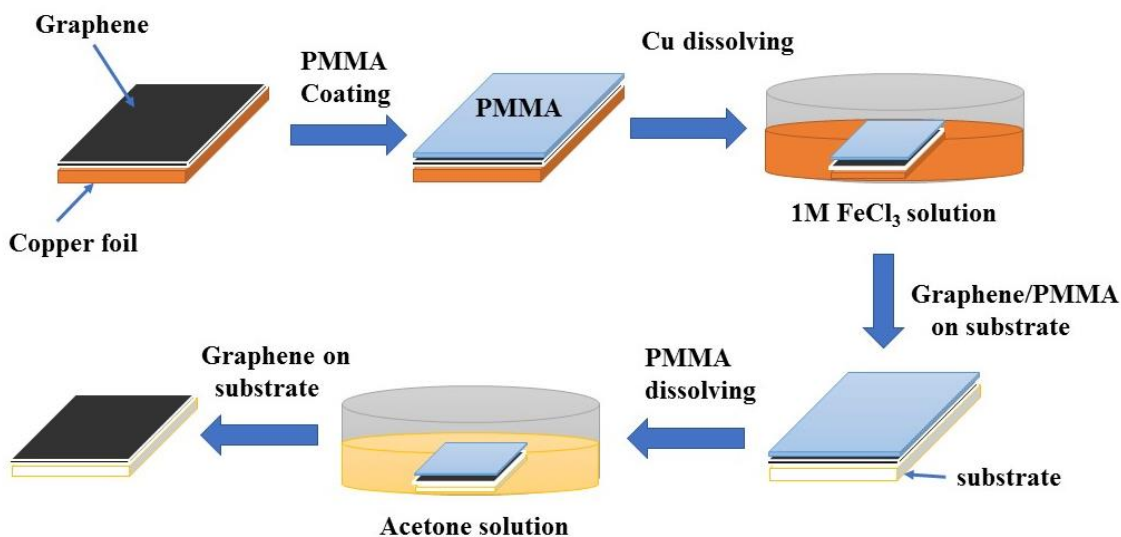 Graphene
PMMA
Coating
PMMA
Cu dissolving
Copper foil
1M FeCl₃ solution
Graphene/PMMA
on substrate
Graphene on
substrate
PMMA
dissolving
substrate
Acetone solution